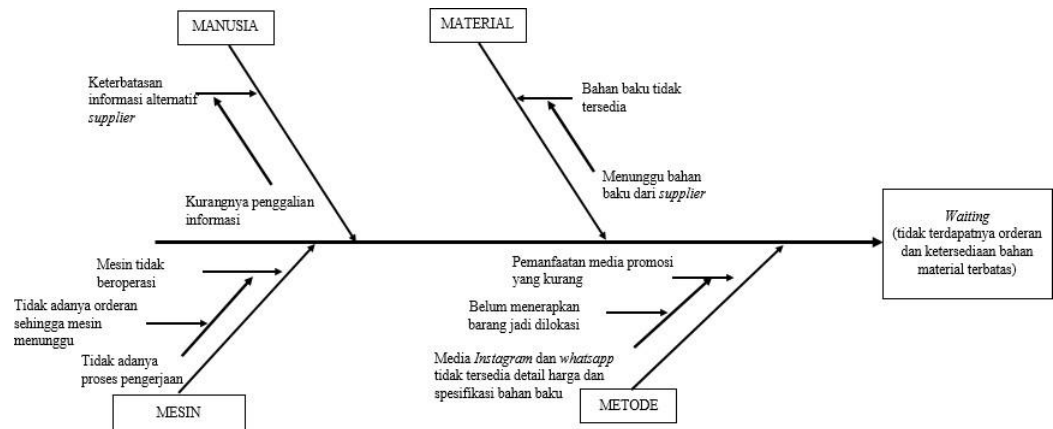 MANUSIA
MATERIAL
Keterbatasan
informasi alternatif
supplier
Bahan baku tidak
tersedia
Kurangnya penggalian
informasi
Menunggu bahan
baku dari supplier
Waiting
(tidak terdapatnya orderan
dan ketersediaan bahan
material terbatas)
Mesin tidak
beroperasi
Tidak adanya orderan
sehingga mesin
menunggu
Tidak adanya
proses pengerjaan
Pemanfaatan media promosi
yang kurang
Belum menerapkan
barang jadi dilokasi
Media Instagram dan whatsapp
tidak tersedia detail harga dan
spesifikasi bahan baku
MESIN
METODE